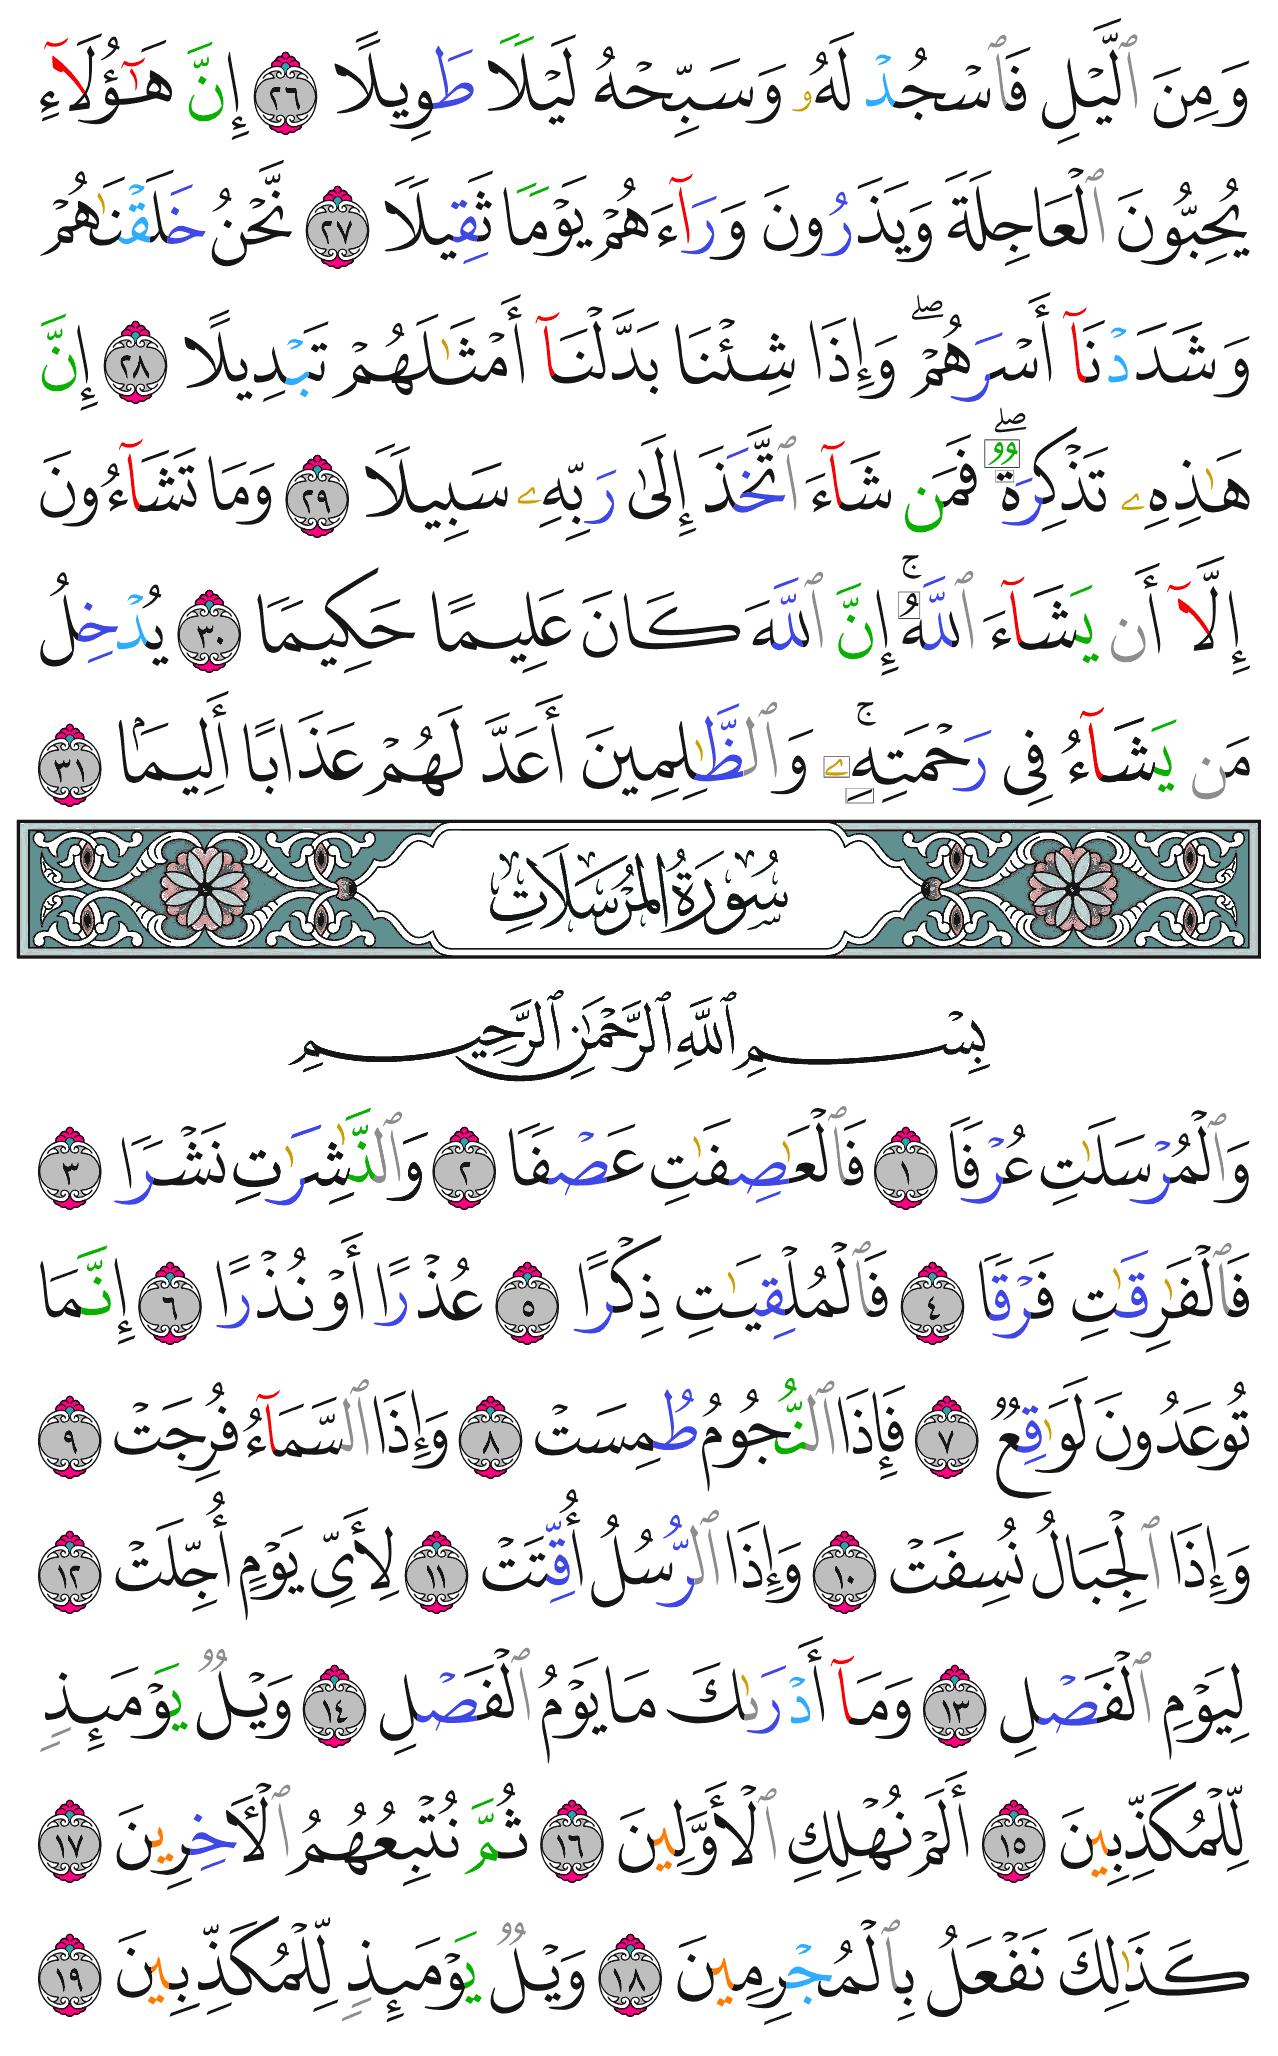 وَمِنَ ٱلَّيۡلِ فَٱسۡجُدۡ لَهُۥ وَسَبِّحۡهُ لَيۡلٗا طَوِيلًا ٢٦ إِنَّ هَٰٓؤُلَآءِ
يُحِبُّونَ ٱلۡعَاجِلَةَ وَيَذَرُونَ وَرَآءَهُمۡ يَوۡمٗا ثَقِيلٗا ٢٧ نَّحۡنُ خَلَقۡنَٰهُمۡ
وَشَدَدۡنَآ أَسۡرَهُمۡۖ وَإِذَا شِئۡنَا بَدَّلۡنَآ أَمۡثَٰلَهُمۡ تَبۡدِيلًا ٢٨ إِنَّ
هَٰذِهِۦ تَذۡكِرَةٞۖ فَمَن شَآءَ ٱتَّخَذَ إِلَىٰ رَبِّهِۦ سَبِيلٗا ٢٩ وَمَا تَشَآءُونَ
إِلَّآ أَن يَشَآءَ ٱللَّهُۚ إِنَّ ٱللَّهَ كَانَ عَلِيمًا حَكِيمٗا ٣٠ يُدۡخِلُ
مَن يَشَآءُ فِي رَحۡمَتِهِۦۚ وَٱلظَّٰلِمِينَ أَعَدَّ لَهُمۡ عَذَابًا أَلِيمَۢا ٣١
سُورَةُ المُرۡسَلَاتِ
بِسۡمِ ٱللَّهِ ٱلرَّحۡمَٰنِ ٱلرَّحِيمِ
وَٱلۡمُرۡسَلَٰتِ عُرۡفٗا ١ فَٱلۡعَٰصِفَٰتِ عَصۡفٗا ٢ وَٱلنَّٰشِرَٰتِ نَشۡرٗا ٣
فَٱلۡفَٰرِقَٰتِ فَرۡقٗا ٤ فَٱلۡمُلۡقِيَٰتِ ذِكۡرًا ٥ عُذۡرًا أَوۡ نُذۡرًا ٦ إِنَّمَا
تُوعَدُونَ لَوَٰقِعٞ ٧ فَإِذَا ٱلنُّجُومُ طُمِسَتۡ ٨ وَإِذَا ٱلسَّمَآءُ فُرِجَتۡ ٩
وَإِذَا ٱلۡجِبَالُ نُسِفَتۡ ١٠ وَإِذَا ٱلرُّسُلُ أُقِّتَتۡ ١١ لِأَيِّ يَوۡمٍ أُجِّلَتۡ ١٢
لِيَوۡمِ ٱلۡفَصۡلِ ١٣ وَمَآ أَدۡرَىٰكَ مَا يَوۡمُ ٱلۡفَصۡلِ ١٤ وَيۡلٞ يَوۡمَئِذٖ
لِّلۡمُكَذِّبِينَ ١٥ أَلَمۡ نُهۡلِكِ ٱلۡأَوَّلِينَ ١٦ ثُمَّ نُتۡبِعُهُمُ ٱلۡأٓخِرِينَ ١٧
كَذَٰلِكَ نَفۡعَلُ بِٱلۡمُجۡرِمِينَ ١٨ وَيۡلٞ يَوۡمَئِذٖ لِّلۡمُكَذِّبِينَ ١٩